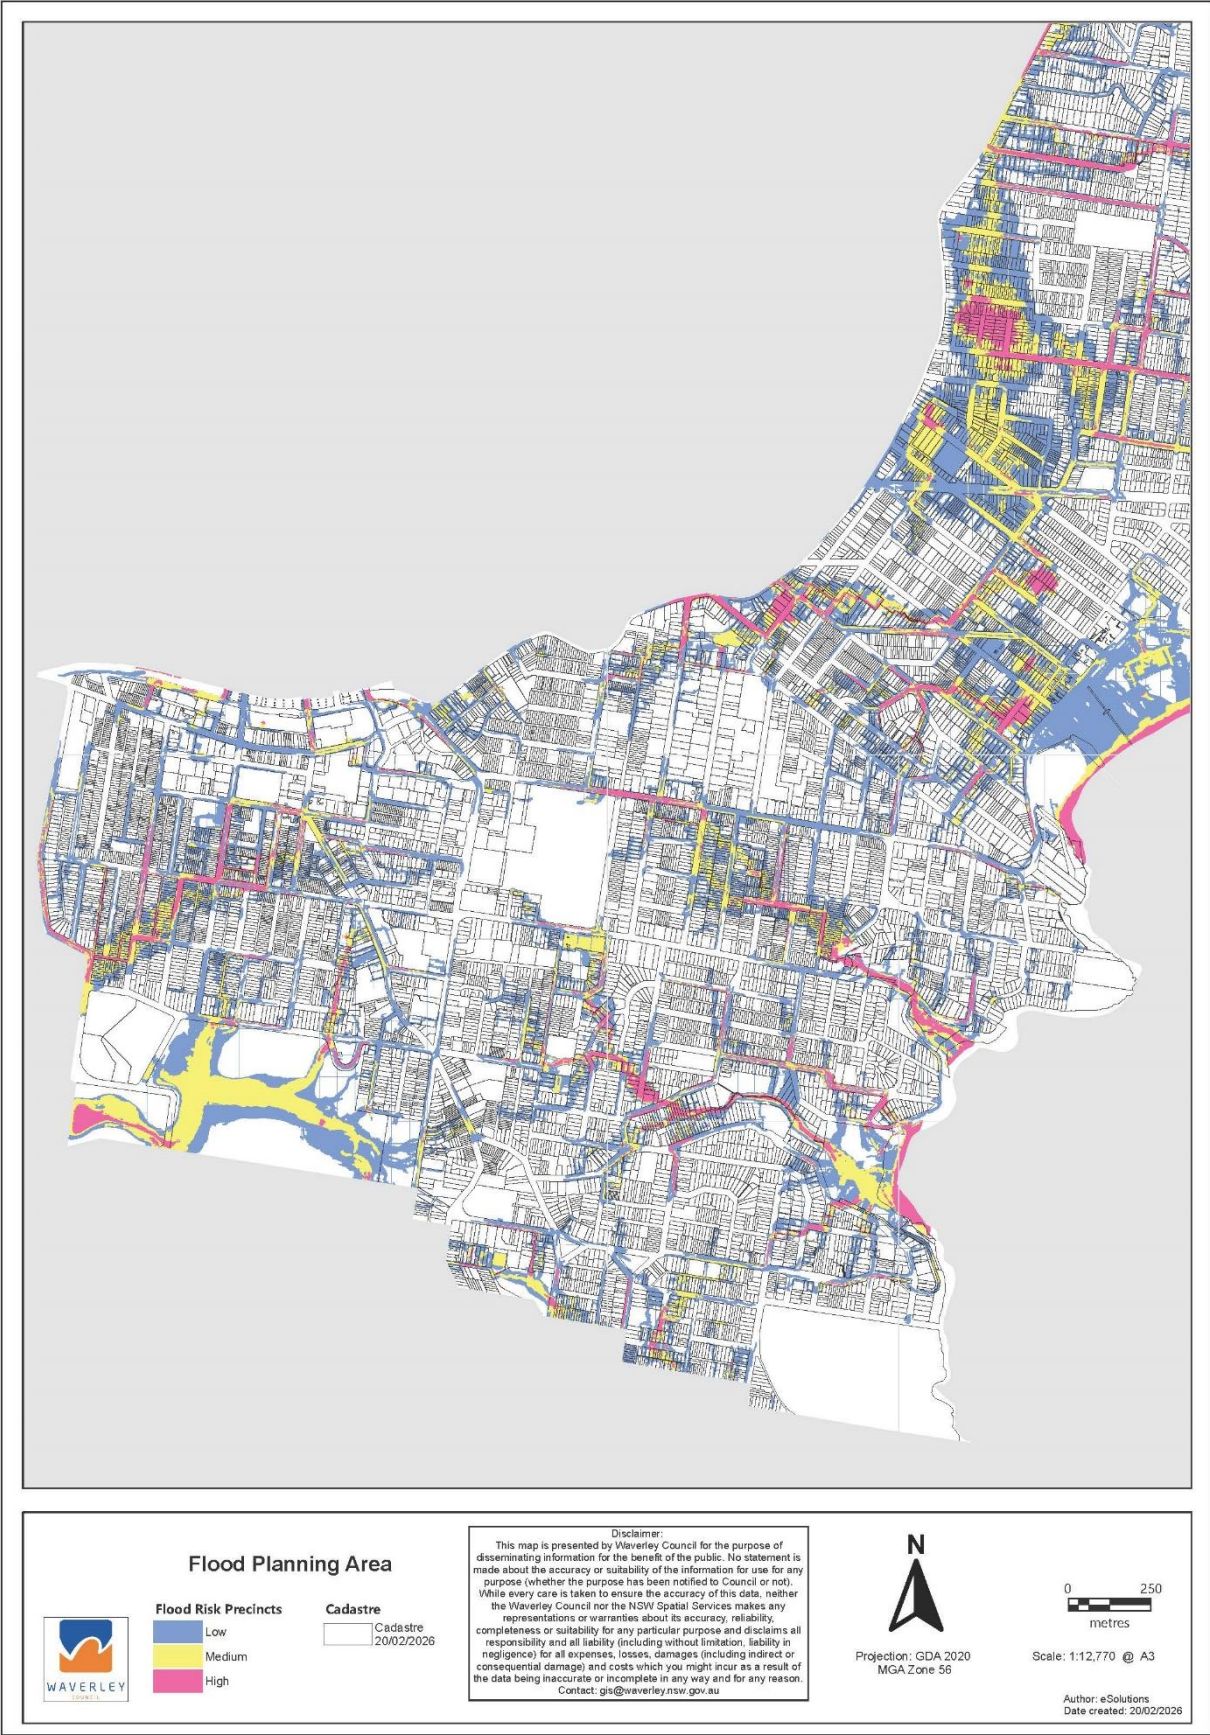 Flood Planning Area
Flood Risk Precincts
Low
Medium
High
Cadastre
Cadastre
20/02/2026
WAVERLEY
COUNCIL
Disclaimer:
This map is presented by Waverley Council for the purpose of
disseminating information for the benefit of the public. No statement is
made about the accuracy or suitability of the information for use for any
purpose (whether the purpose has been notified to Council or not).
While every care is taken to ensure the accuracy of this data, neither
the Waverley Council nor the NSW Spatial Services makes any
representations or warranties about its accuracy, reliability,
completeness or suitability for any particular purpose and disclaims all
responsibility and all liability (including without limitation, liability in
negligence) for all expenses, losses, damages (including indirect or
consequential damage) and costs which you might incur as a result of
the data being inaccurate or incomplete in any way and for any reason.
Contact: gis@waverley.nsw.gov.au
N
Projection: GDA 2020
MGA Zone 56
0 250
metres
Scale: 1:12,770 @ A3
Author: eSolutions
Date created: 20/02/2026